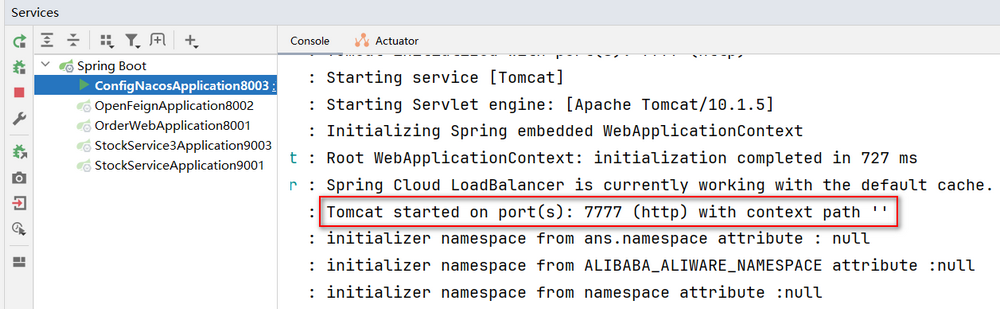 Services
Console
Actuator
Spring Boot
ConfigNacosApplication8003 :
OpenFeignApplication8002
OrderWebApplication8001
StockService3Application9003
StockServiceApplication9001
: Tomcat initialized with port(s): 7777 (http)
: Starting service [Tomcat]
: Starting Servlet engine: [Apache Tomcat/10.1.5]
: Initializing Spring embedded WebApplicationContext
t : Root WebApplicationContext: initialization completed in 727 ms
r : Spring Cloud LoadBalancer is currently working with the default cache.
: Tomcat started on port(s): 7777 (http) with context path ''
: initializer namespace from ans.namespace attribute : null
: initializer namespace from ALIBABA_ALIWARE_NAMESPACE attribute :null
: initializer namespace from namespace attribute :null